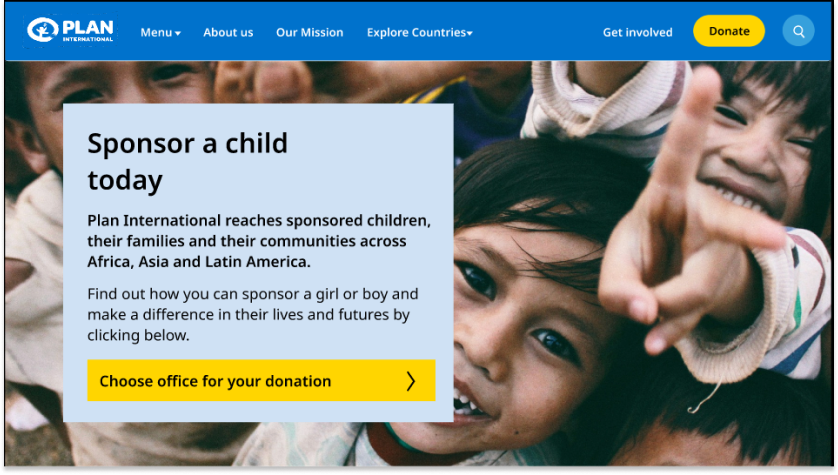 PLAN
INTERNATIONAL
Menu
About us
Our Mission
Explore Countries
Get involved
Donate
Sponsor a child
today
Plan International reaches sponsored children,
their families and their communities across
Africa, Asia and Latin America.
Find out how you can sponsor a girl or boy and
make a difference in their lives and futures by
clicking below.
Choose office for your donation